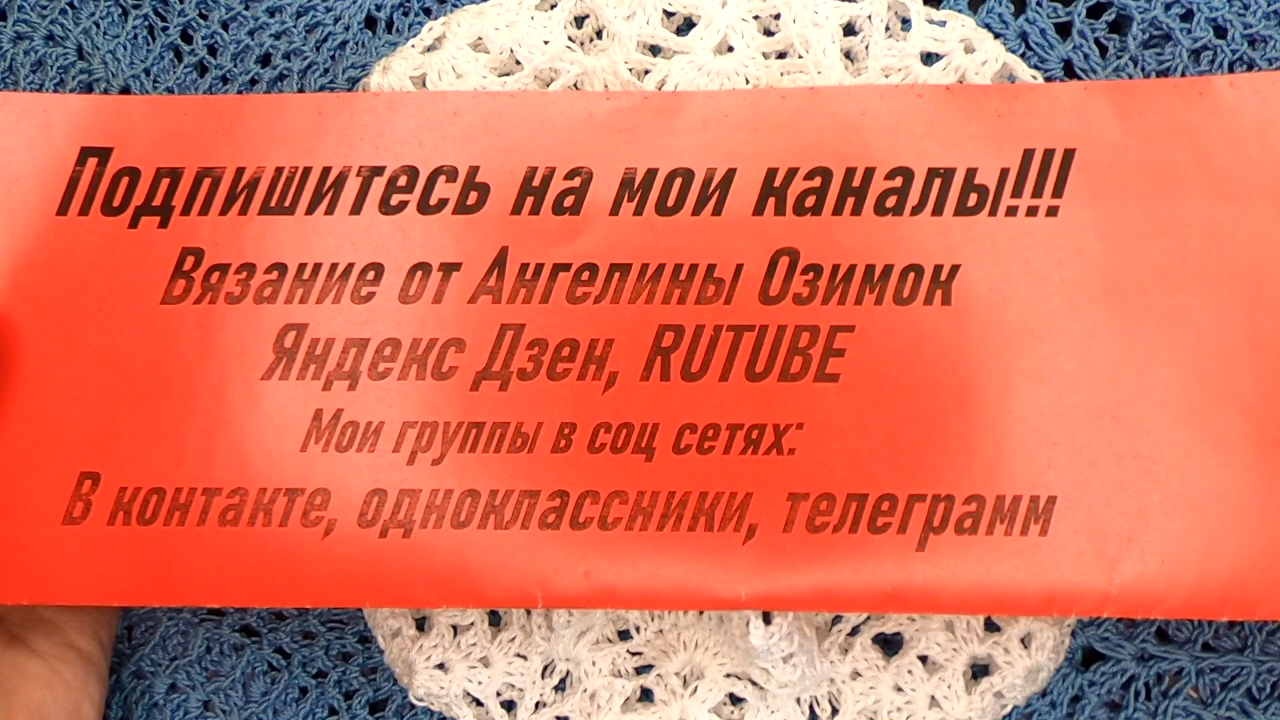 Подпишитесь на мои каналы!!!
Вязание от Ангелины Озимок
Яндекс Дзен, RUTUBE
Мои группы в соц сетях:
В контакте, одноклассники, телеграмм